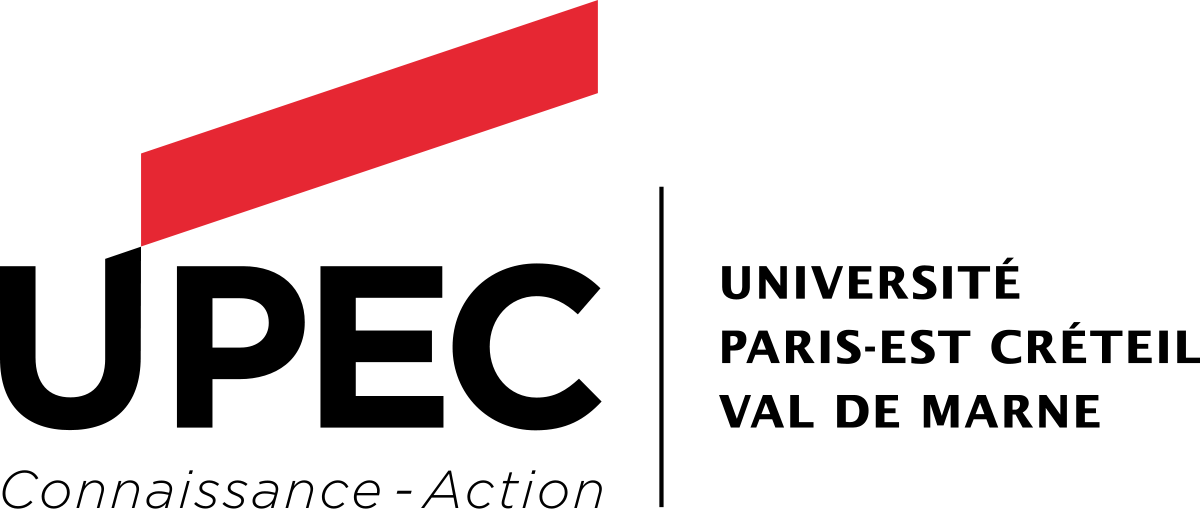 UPEC
Connaissance - Action
UNIVERSITÉ
PARIS-EST CRÉTEIL
VAL DE MARNE